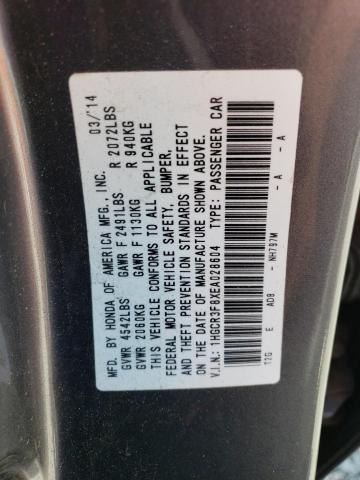 MFD. BY HONDA OF AMERICA MFG., INC. 03/'14
GVWR 4542LBS GAWR F 2491LBS R 2072LBS
GVWR 2060KG GAWR F 1130KG R 940KG
THIS VEHICLE CONFORMS TO ALL APPLICABLE
FEDERAL MOTOR VEHICLE SAFETY, BUMPER,
AND THEFT PREVENTION STANDARDS IN EFFECT
ON THE DATE OF MANUFACTURE SHOWN ABOVE.
V.I.N.: 1HGCR3F8XEA028604 TYPE: PASSENGER CAR
T2G E AD8 - NH797M - A - A